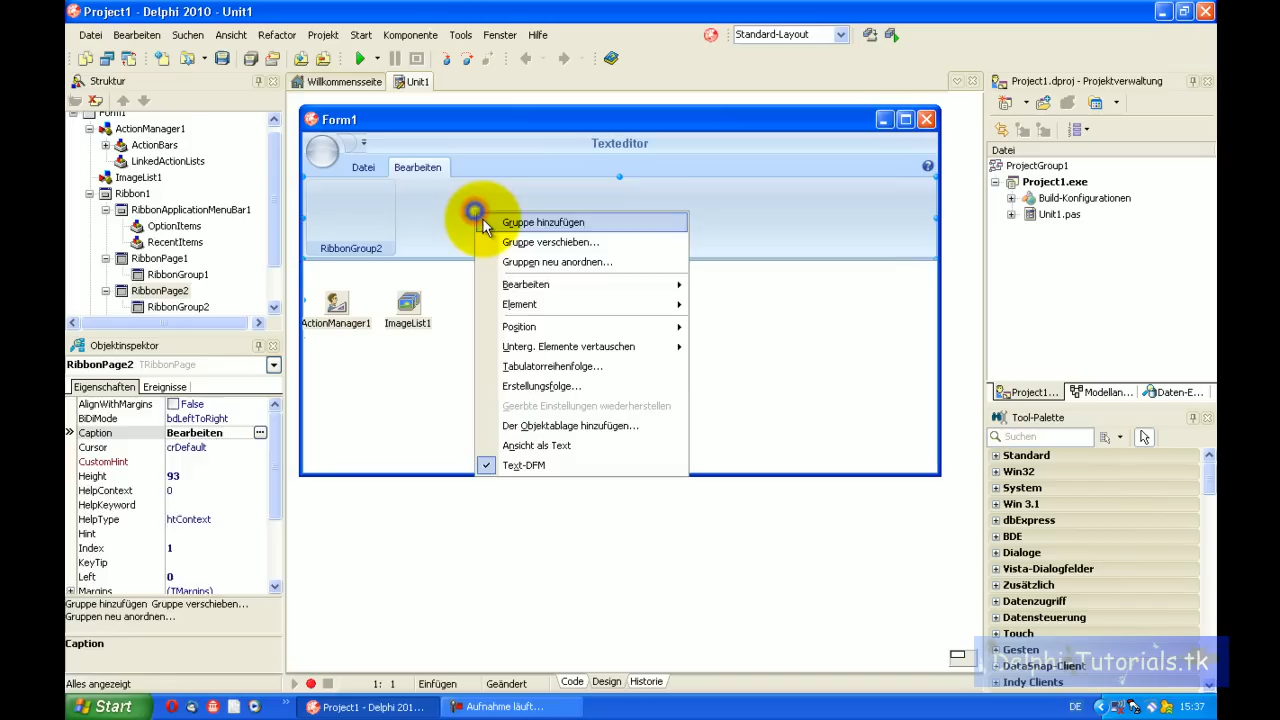 Project1 - Delphi 2010 - Unit1
Datei Bearbeiten Suchen Ansicht Refactor Projekt Start Komponente Tools Fenster Hilfe
Standard-Layout
Struktur
Willkommensseite Unit1
Form1
ActionManager1
ActionBars
LinkedActionLists
ImageList1
Ribbon1
RibbonApplicationMenuBar1
OptionItems
RecentItems
RibbonPage1
RibbonGroup1
RibbonPage2
RibbonGroup2
Form1
Texteditor
Datei Bearbeiten
RibbonGroup2
ActionManager1 ImageList1
Gruppe hinzufügen
Gruppe verschieben...
Gruppen neu anordnen...
Bearbeiten
Element
Position
Unterg. Elemente vertauschen
Tabulatorreihenfolge...
Erstellungsfolge...
Geerbte Einstellungen wiederherstellen
Der Objektablage hinzufügen...
Ansicht als Text
Text-DFM
Objektinspektor
RibbonPage2 TRibbonPage
Eigenschaften Ereignisse
AlignWithMargins False
BiDiMode bdLeftToRight
Caption Bearbeiten
Cursor crDefault
CustomHint
Height 93
HelpContext 0
HelpKeyword
HelpType htContext
Hint
Index 1
KeyTip
Left 0
Margins (TMargins)
Gruppe hinzufügen Gruppe verschieben...
Gruppen neu anordnen...
Caption
Alles angezeigt
1: 1 Einfügen Geändert Code Design Historie
Project1.dproj - Projektverwaltung
Datei
ProjectGroup1
Project1.exe
Build-Konfigurationen
Unit1.pas
Project1... Modellan... Daten-E...
Tool-Palette
Suchen
Standard
Win32
System
Win 3.1
dbExpress
BDE
Dialoge
Vista-Dialogfelder
Zusätzlich
Datenzugriff
Datensteuerung
Touch
Gesten
DataSnap-Client
Indy Clients
Delphi-Tutorials.tk
Start Project1 - Delphi 201... Aufnahme läuft... DE 15:37